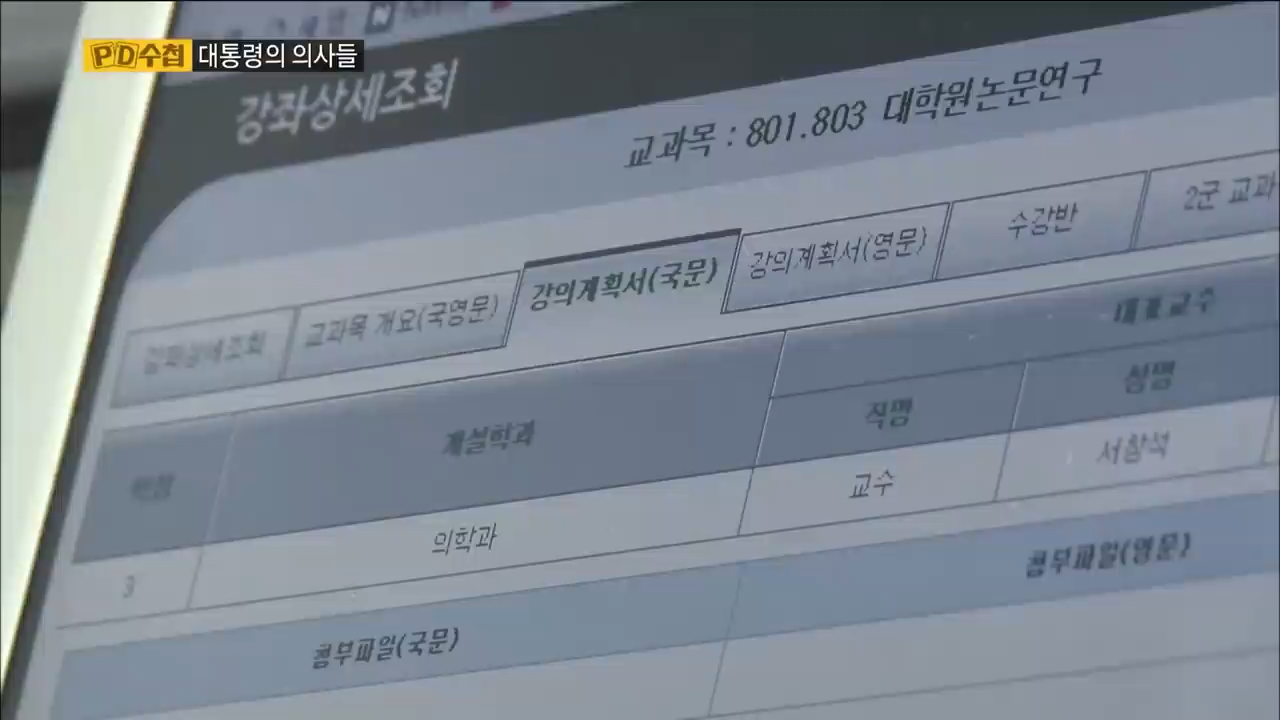 PD수첩 대통령의 의사들
강좌상세조회
교과목 : 801.803 대학원논문연구
강좌상세조회 교과목 개요(국영문) 강의계획서(국문) 강의계획서(영문) 수강반 2군 교과
학점 개설학과 대표교수
직명 성명
3 의학과 교수 서창석
첨부파일(국문) 첨부파일(영문)